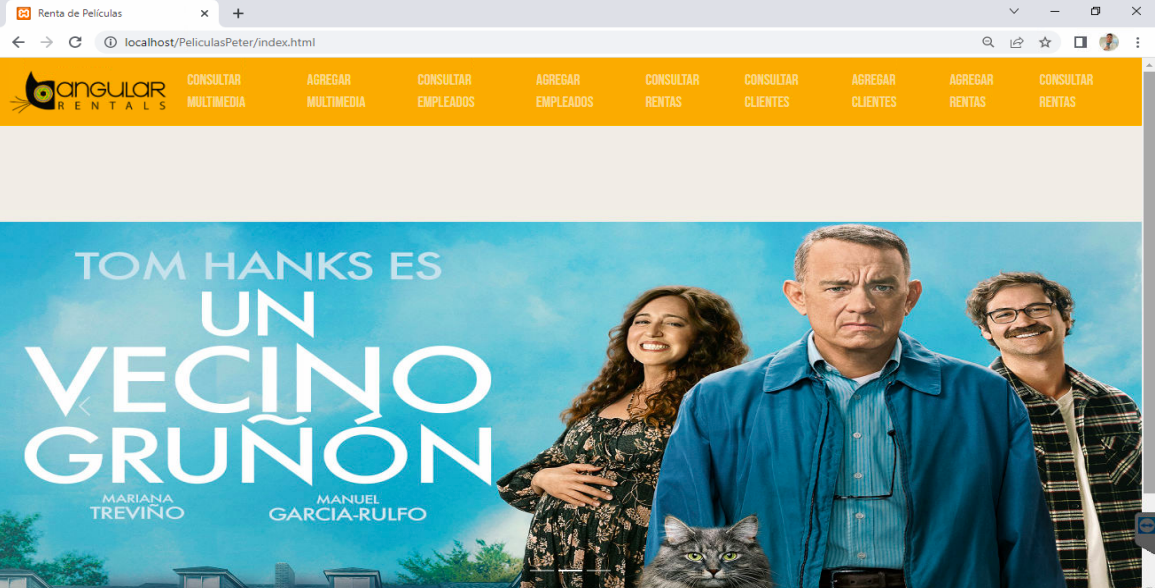 Renta de Películas
localhost/PeliculasPeter/index.html
angular
RENTALS
CONSULTAR
MULTIMEDIA
AGREGAR
MULTIMEDIA
CONSULTAR
EMPLEADOS
AGREGAR
EMPLEADOS
CONSULTAR
RENTAS
CONSULTAR
CLIENTES
AGREGAR
CLIENTES
AGREGAR
RENTAS
CONSULTAR
RENTAS
TOM HANKS ES
UN
VECINO
GRUÑÓN
MARIANA
TREVIÑO
MANUEL
GARCIA-RULFO